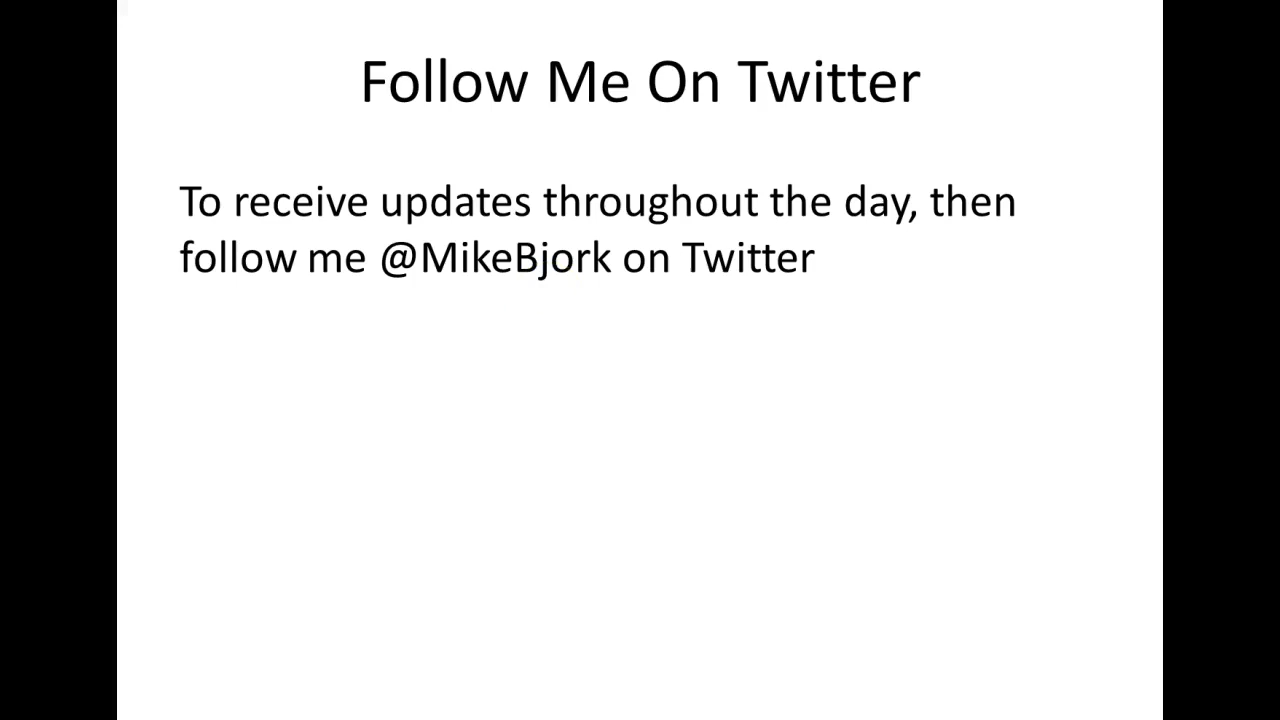 Follow Me On Twitter
To receive updates throughout the day, then
follow me @MikeBjork on Twitter